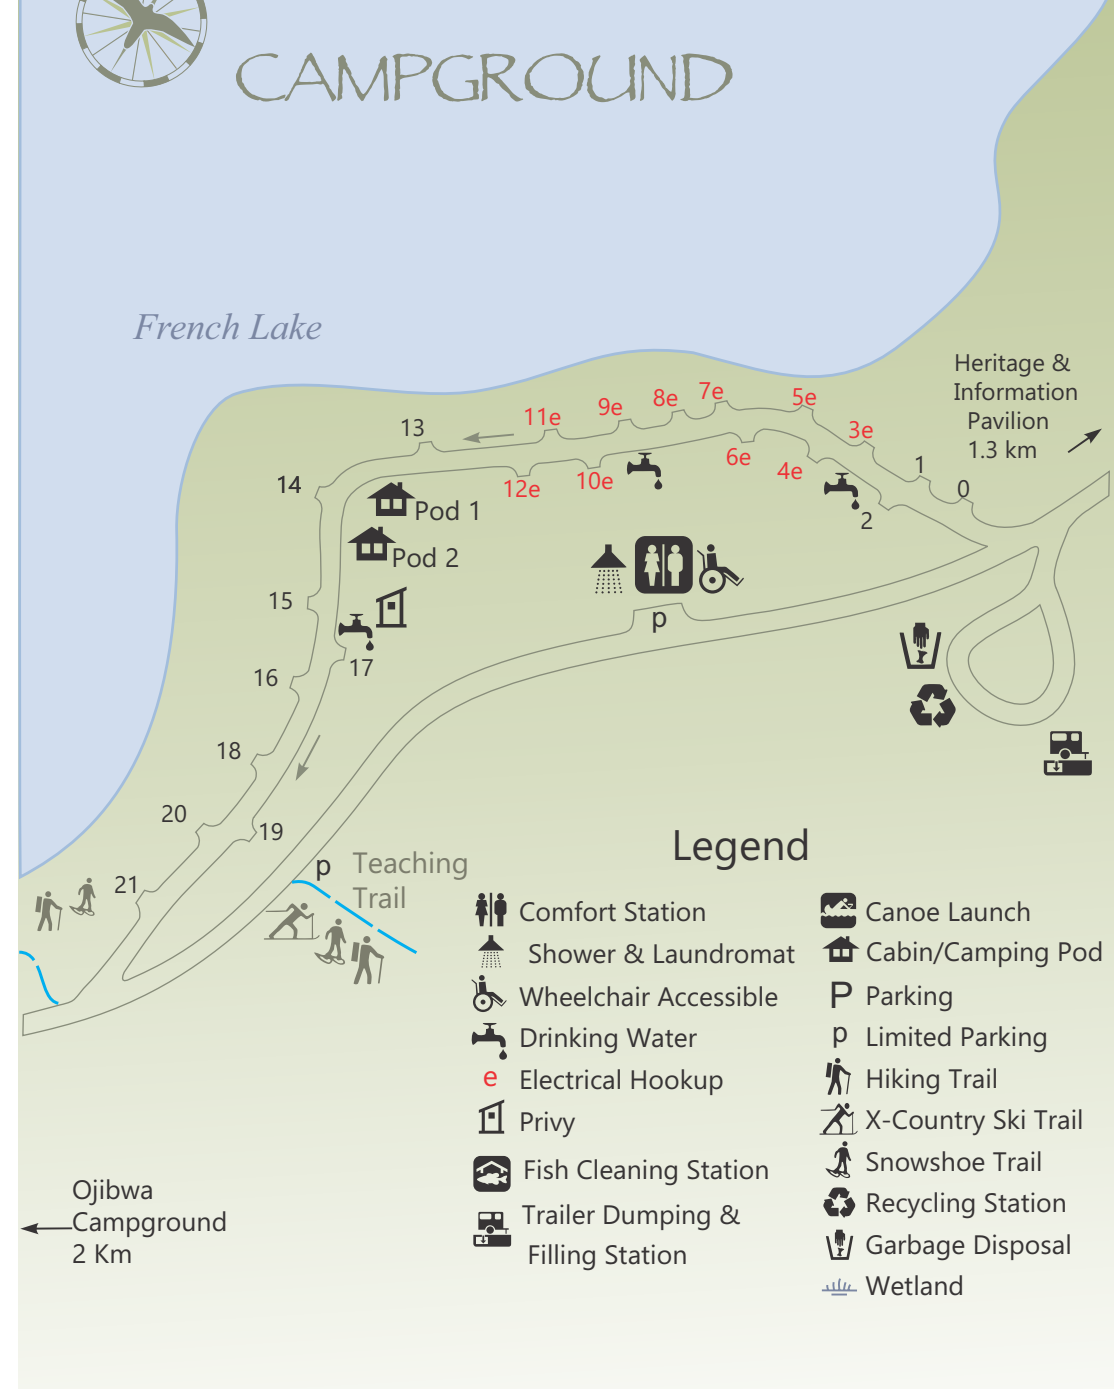 CAMPGROUND
French Lake
Heritage &
Information
Pavilion
1.3 km
13
11e
9e
8e
7e
5e
3e
1
0
14
12e
10e
6e
4e
2
Pod 1
Pod 2
15
p
17
16
18
20
19
21
p
Teaching
Trail
Legend
Comfort Station
Shower & Laundromat
Wheelchair Accessible
Drinking Water
e Electrical Hookup
Privy
Fish Cleaning Station
Trailer Dumping &
Filling Station
Canoe Launch
Cabin/Camping Pod
P Parking
p Limited Parking
Hiking Trail
X-Country Ski Trail
Snowshoe Trail
Recycling Station
Garbage Disposal
Wetland
Ojibwa
Campground
2 Km